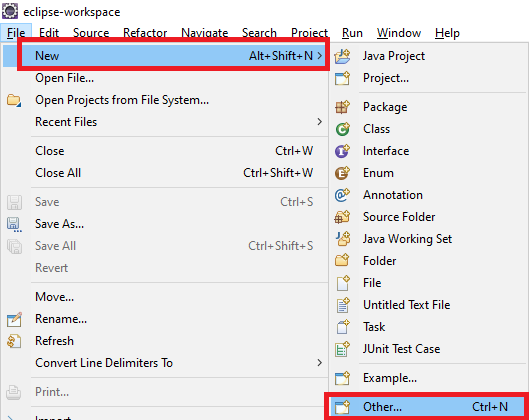 eclipse-workspace
File Edit Source Refactor Navigate Search Project Run Window Help
New Alt+Shift+N
Open File...
Open Projects from File System...
Recent Files
Close Ctrl+W
Close All Ctrl+Shift+W
Save Ctrl+S
Save As...
Save All Ctrl+Shift+S
Revert
Move...
Rename...
Refresh
Convert Line Delimiters To
Print...
Import
Java Project
Project...
Package
Class
Interface
Enum
Annotation
Source Folder
Java Working Set
Folder
File
Untitled Text File
Task
JUnit Test Case
Example...
Other... Ctrl+N